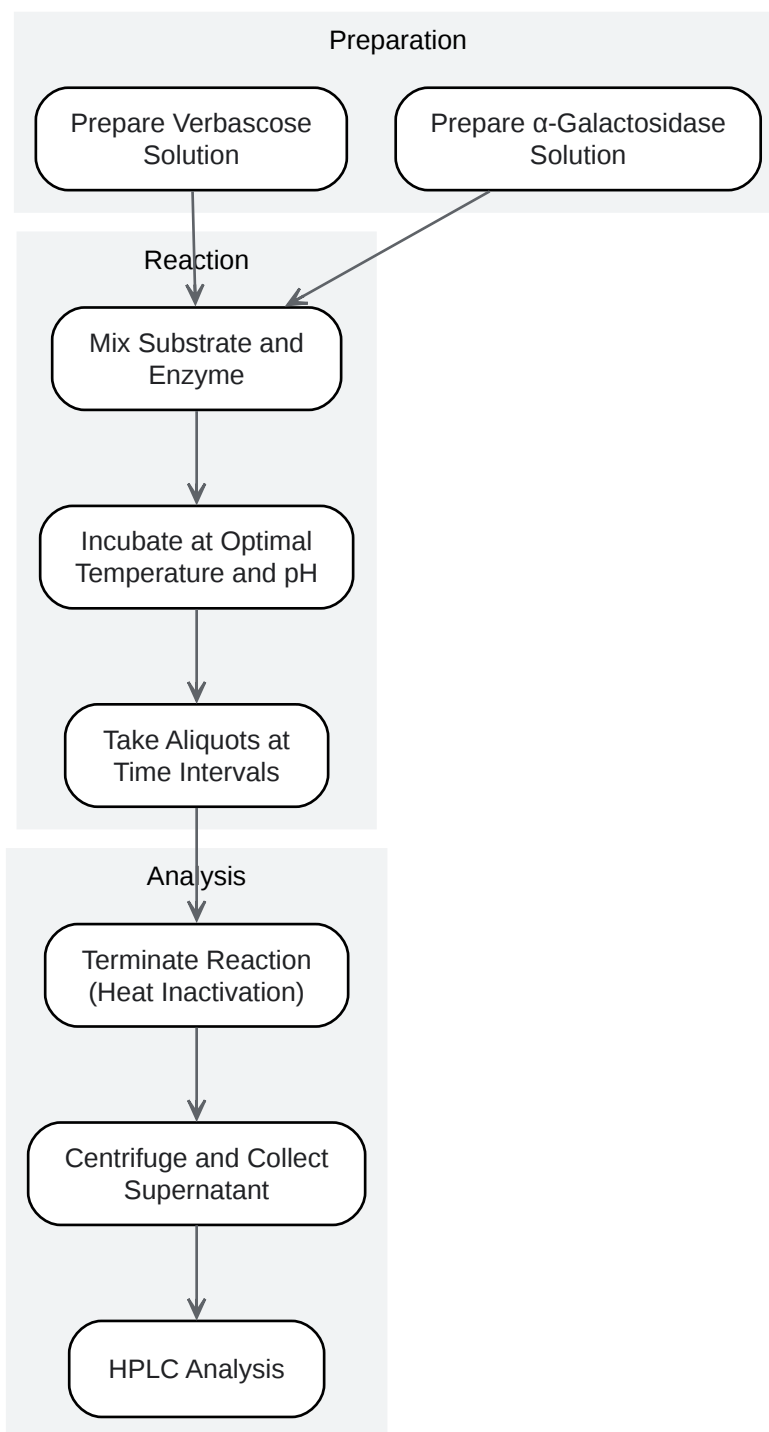 Preparation
Prepare Verbascose
Solution
Prepare α-Galactosidase
Solution
Reaction
Mix Substrate and
Enzyme
Incubate at Optimal
Temperature and pH
Take Aliquots at
Time Intervals
Analysis
Terminate Reaction
(Heat Inactivation)
Centrifuge and Collect
Supernatant
HPLC Analysis